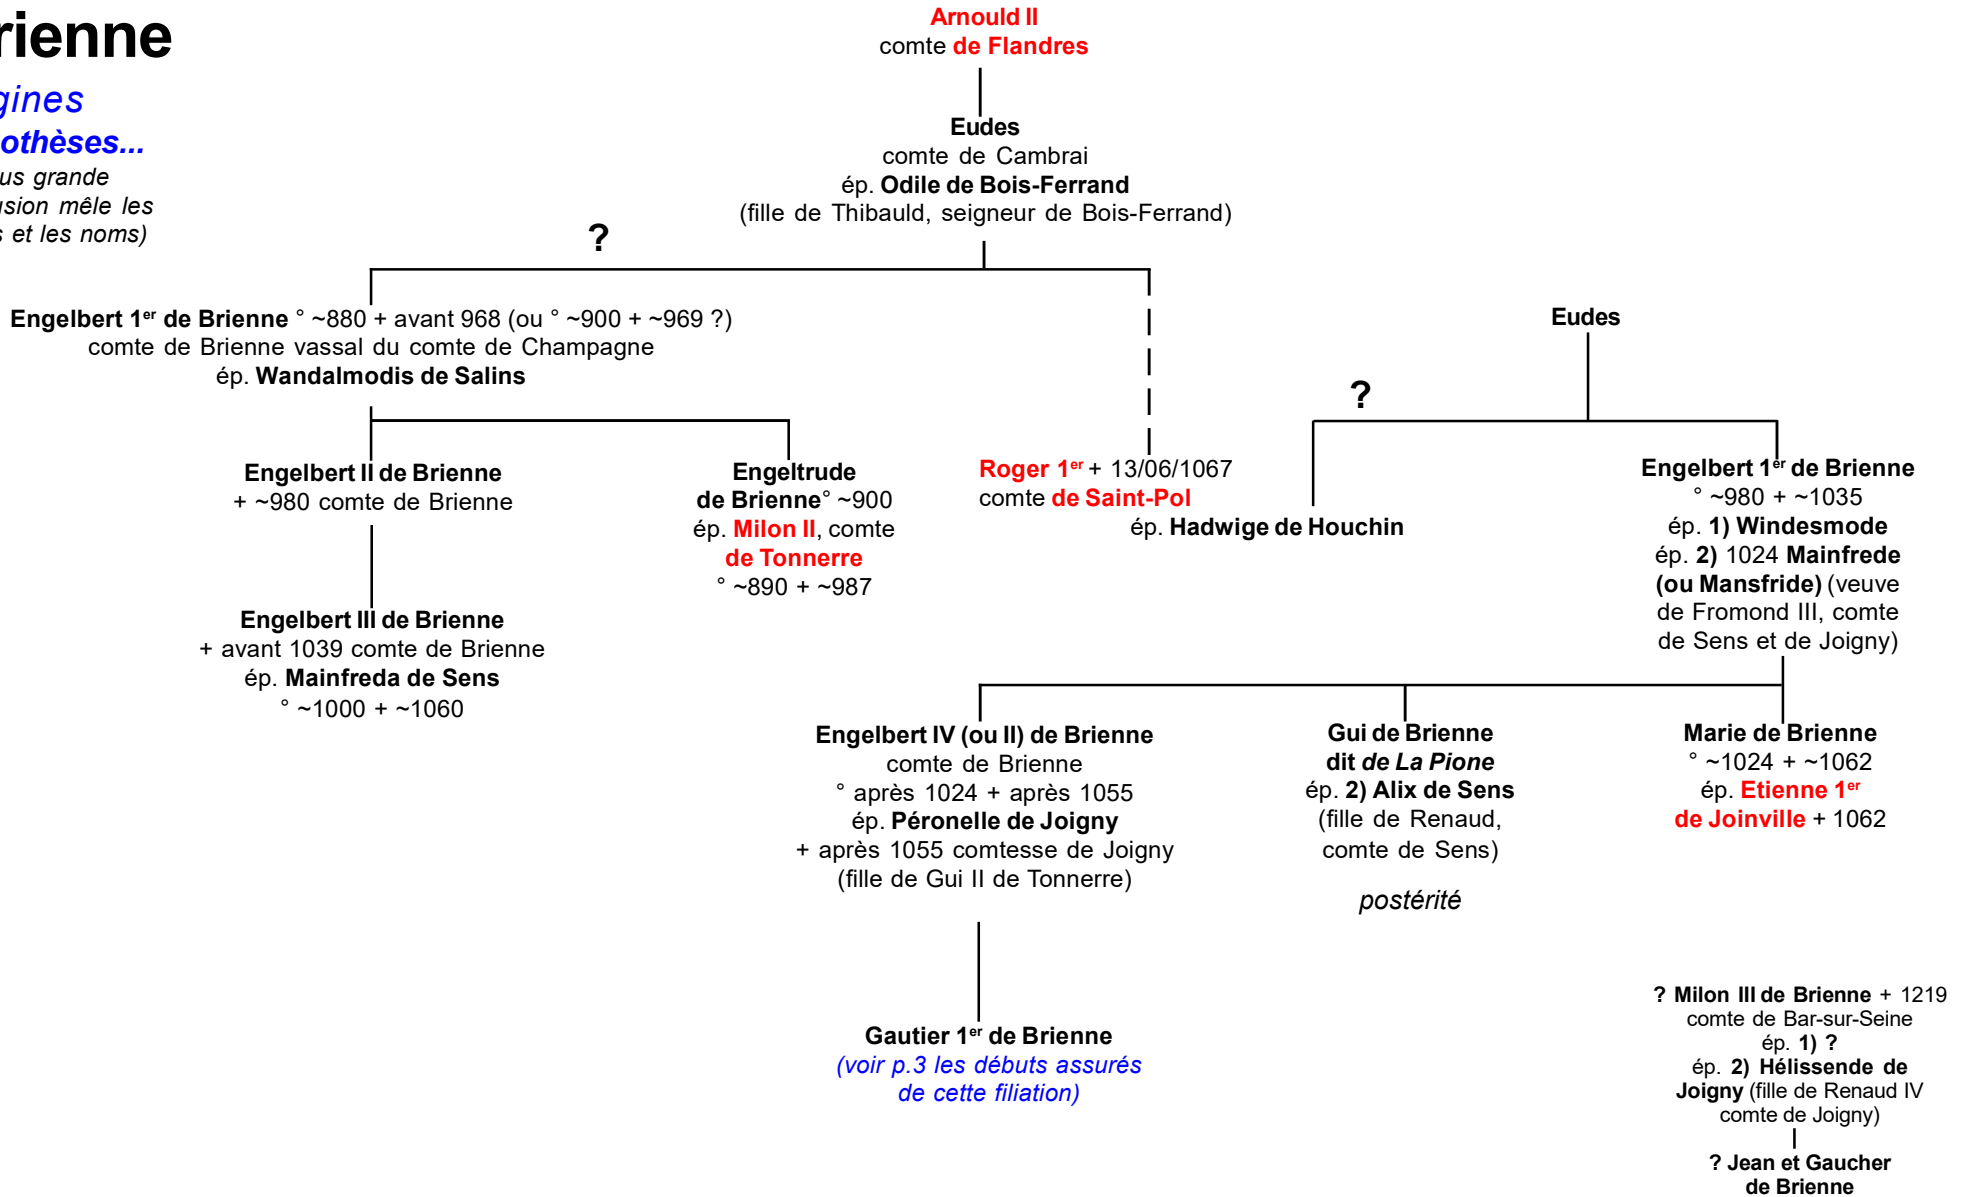 rienne
gines
othèses...
us grande
usion mêle les
s et les noms)
Arnould II
comte de Flandres
Eudes
comte de Cambrai
ép. Odile de Bois-Ferrand
(fille de Thibauld, seigneur de Bois-Ferrand)
?
Engelbert 1er de Brienne ° ~880 + avant 968 (ou ° ~900 + ~969 ?)
comte de Brienne vassal du comte de Champagne
ép. Wandalmodis de Salins
Eudes
?
Engelbert II de Brienne
+ ~980 comte de Brienne
Engeltrude
de Brienne° ~900
ép. Milon II, comte
de Tonnerre
° ~890 + ~987
Roger 1er + 13/06/1067
comte de Saint-Pol
ép. Hadwige de Houchin
Engelbert 1er de Brienne
° ~980 + ~1035
ép. 1) Windesmode
ép. 2) 1024 Mainfrede
(ou Mansfride) (veuve
de Fromond III, comte
de Sens et de Joigny)
Engelbert III de Brienne
+ avant 1039 comte de Brienne
ép. Mainfreda de Sens
° ~1000 + ~1060
Engelbert IV (ou II) de Brienne
comte de Brienne
° après 1024 + après 1055
ép. Péronelle de Joigny
+ après 1055 comtesse de Joigny
(fille de Gui II de Tonnerre)
Gui de Brienne
dit de La Pione
ép. 2) Alix de Sens
(fille de Renaud,
comte de Sens)
postérité
Marie de Brienne
° ~1024 + ~1062
ép. Etienne 1er
de Joinville + 1062
Gautier 1er de Brienne
(voir p.3 les débuts assurés
de cette filiation)
? Milon III de Brienne + 1219
comte de Bar-sur-Seine
ép. 1) ?
ép. 2) Hélissende de
Joigny (fille de Renaud IV
comte de Joigny)
? Jean et Gaucher
de Brienne